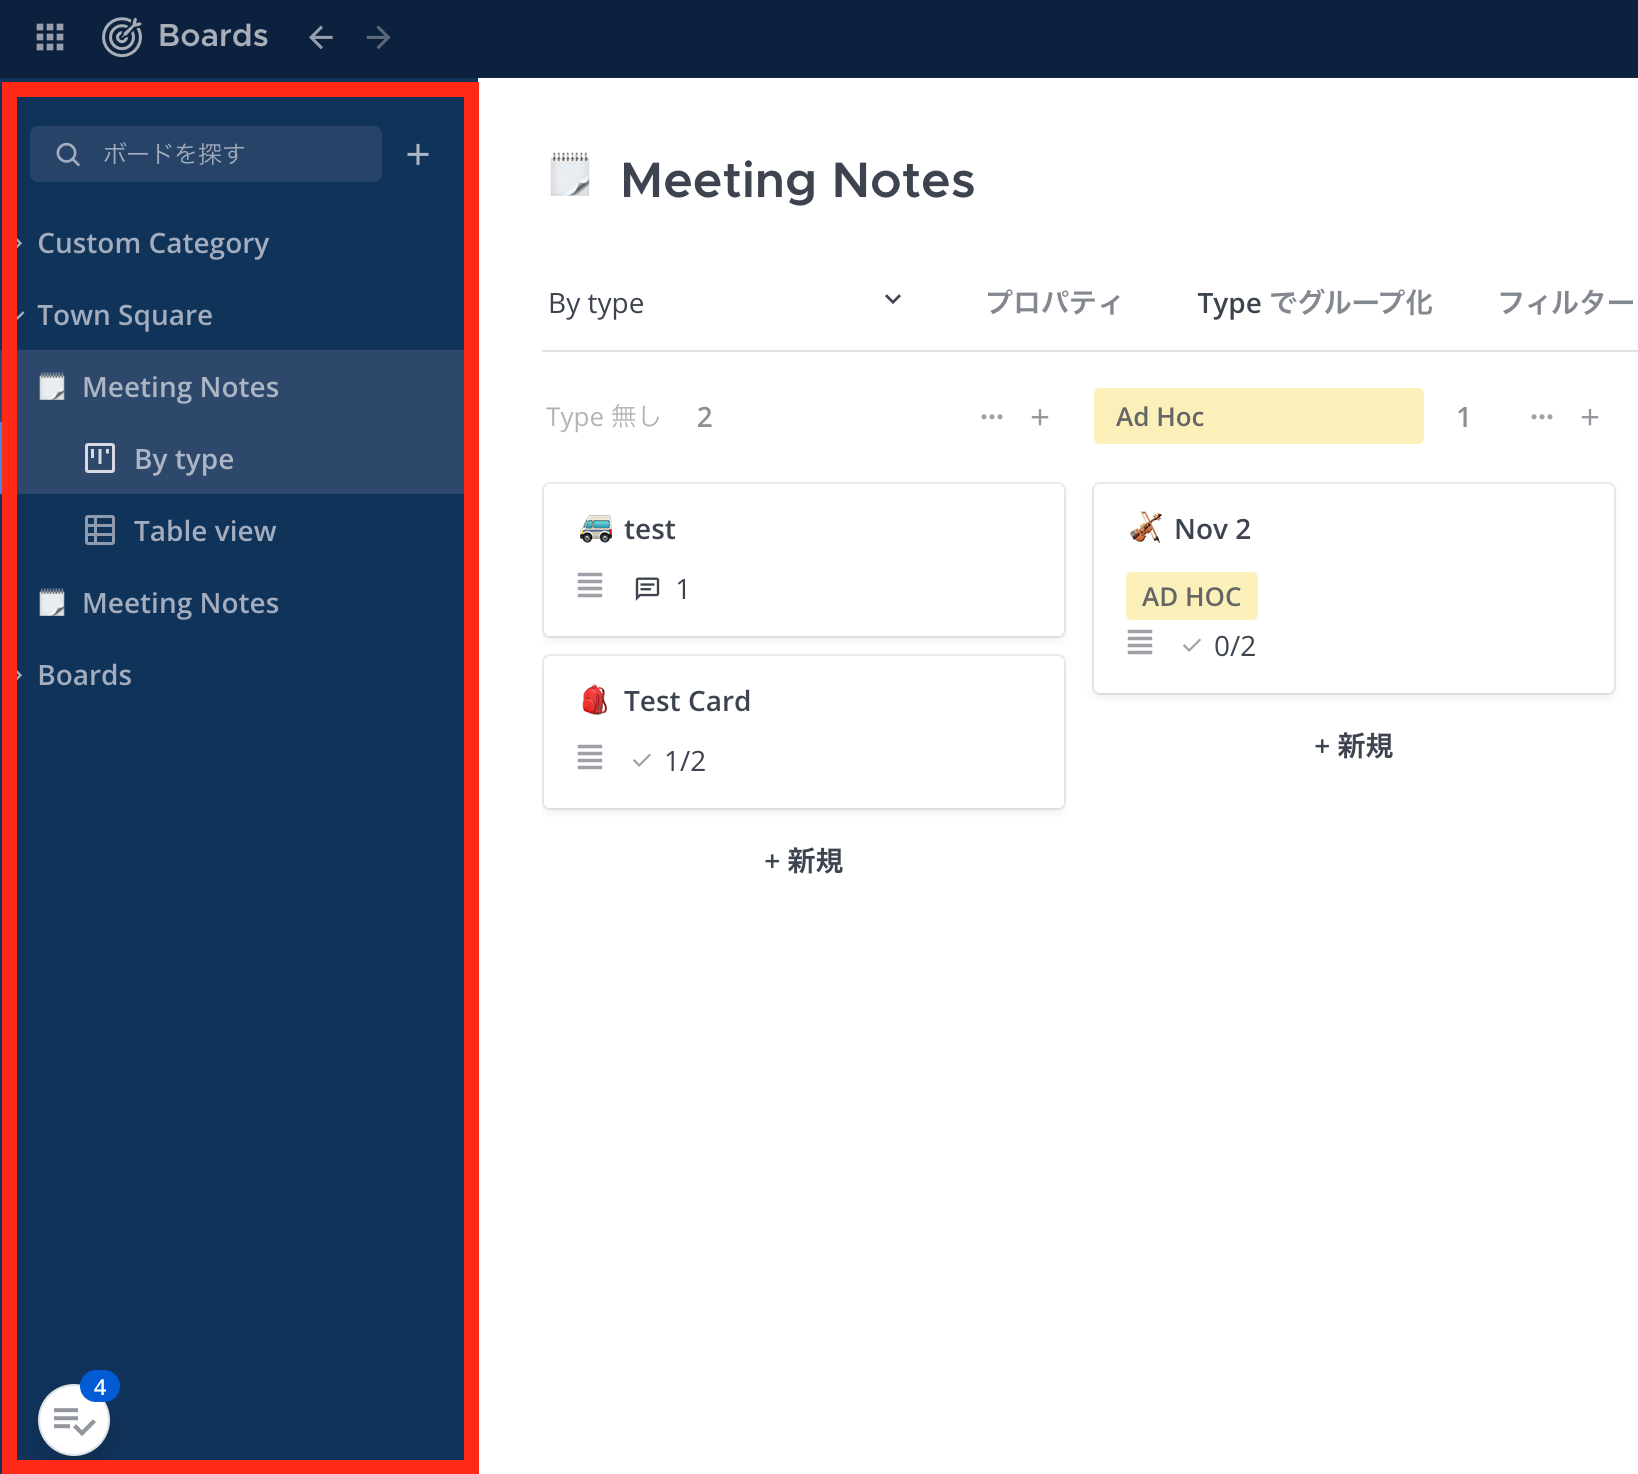 Boards
ボードを探す
Custom Category
Town Square
Meeting Notes
By type
Table view
Meeting Notes
Boards
4
Meeting Notes
By type
プロパティ
Type でグループ化
フィルター
Type 無し 2
test
1
Test Card
1/2
+ 新規
Ad Hoc 1
Nov 2
AD HOC
0/2
+ 新規